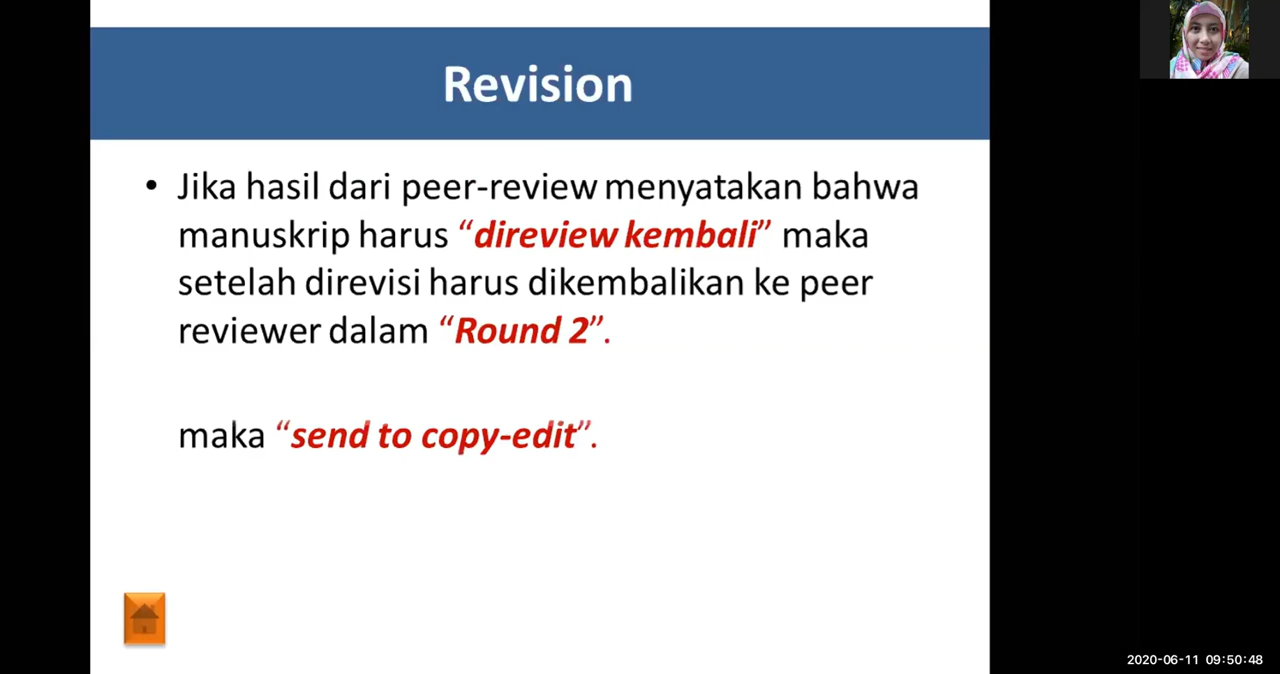 Revision
• Jika hasil dari peer-review menyatakan bahwa
manuskrip harus “direview kembali” maka
setelah direvisi harus dikembalikan ke peer
reviewer dalam “Round 2”.
maka “send to copy-edit”.
2020-06-11 09:50:48